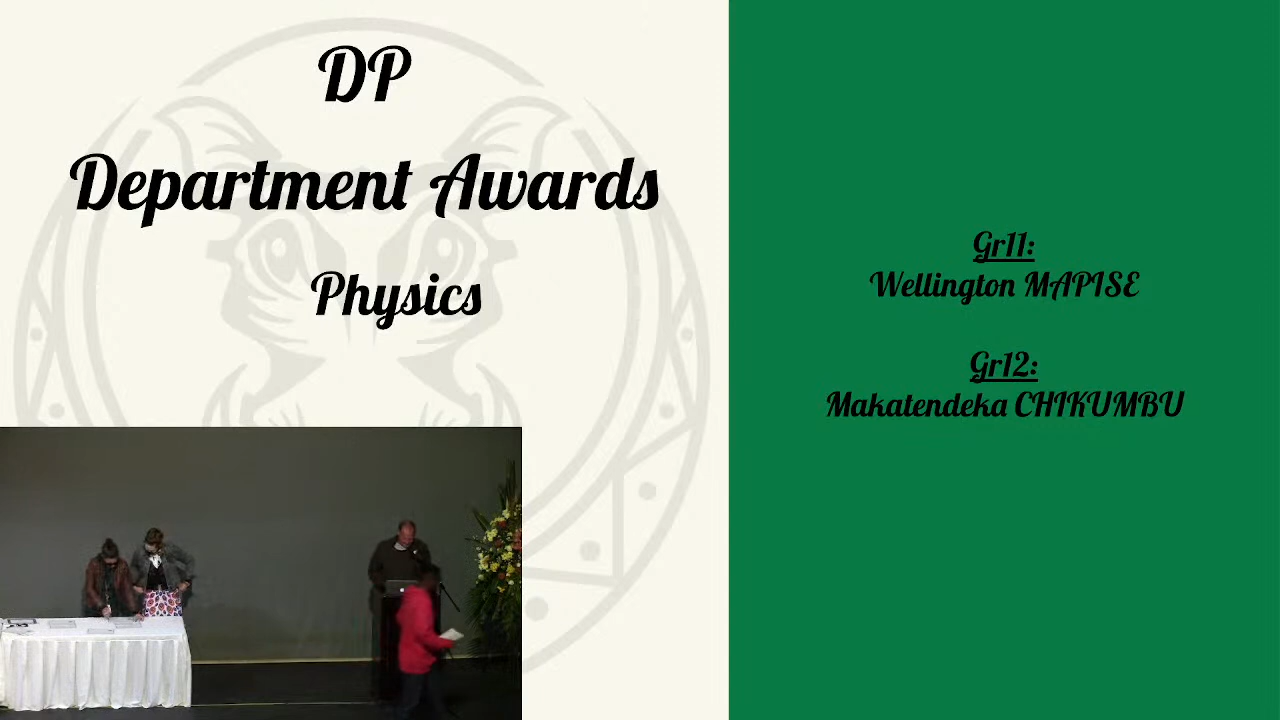 DP
Department Awards
Physics
Gr11:
Wellington MAPISE
Gr12:
Makatendeka CHIKUMBU